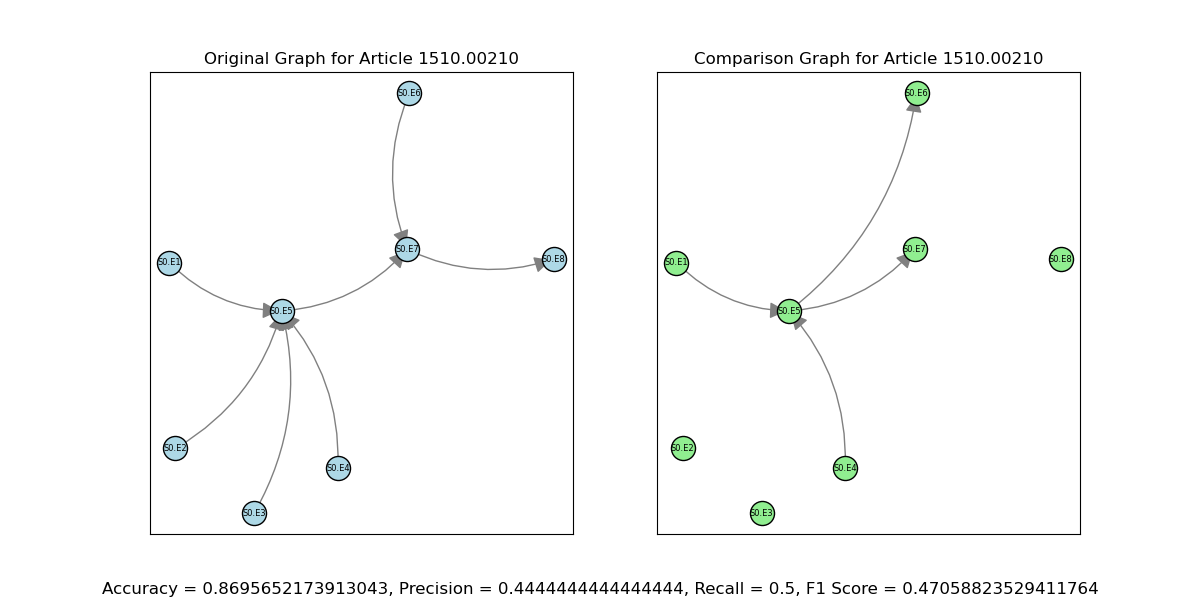 Original Graph for Article 1510.00210
S0.E6
S0.E7
S0.E1
S0.E8
S0.E5
S0.E2
S0.E4
S0.E3
Comparison Graph for Article 1510.00210
S0.E6
S0.E7
S0.E1
S0.E8
S0.E5
S0.E2
S0.E4
S0.E3
Accuracy = 0.8695652173913043, Precision = 0.4444444444444444, Recall = 0.5, F1 Score = 0.47058823529411764